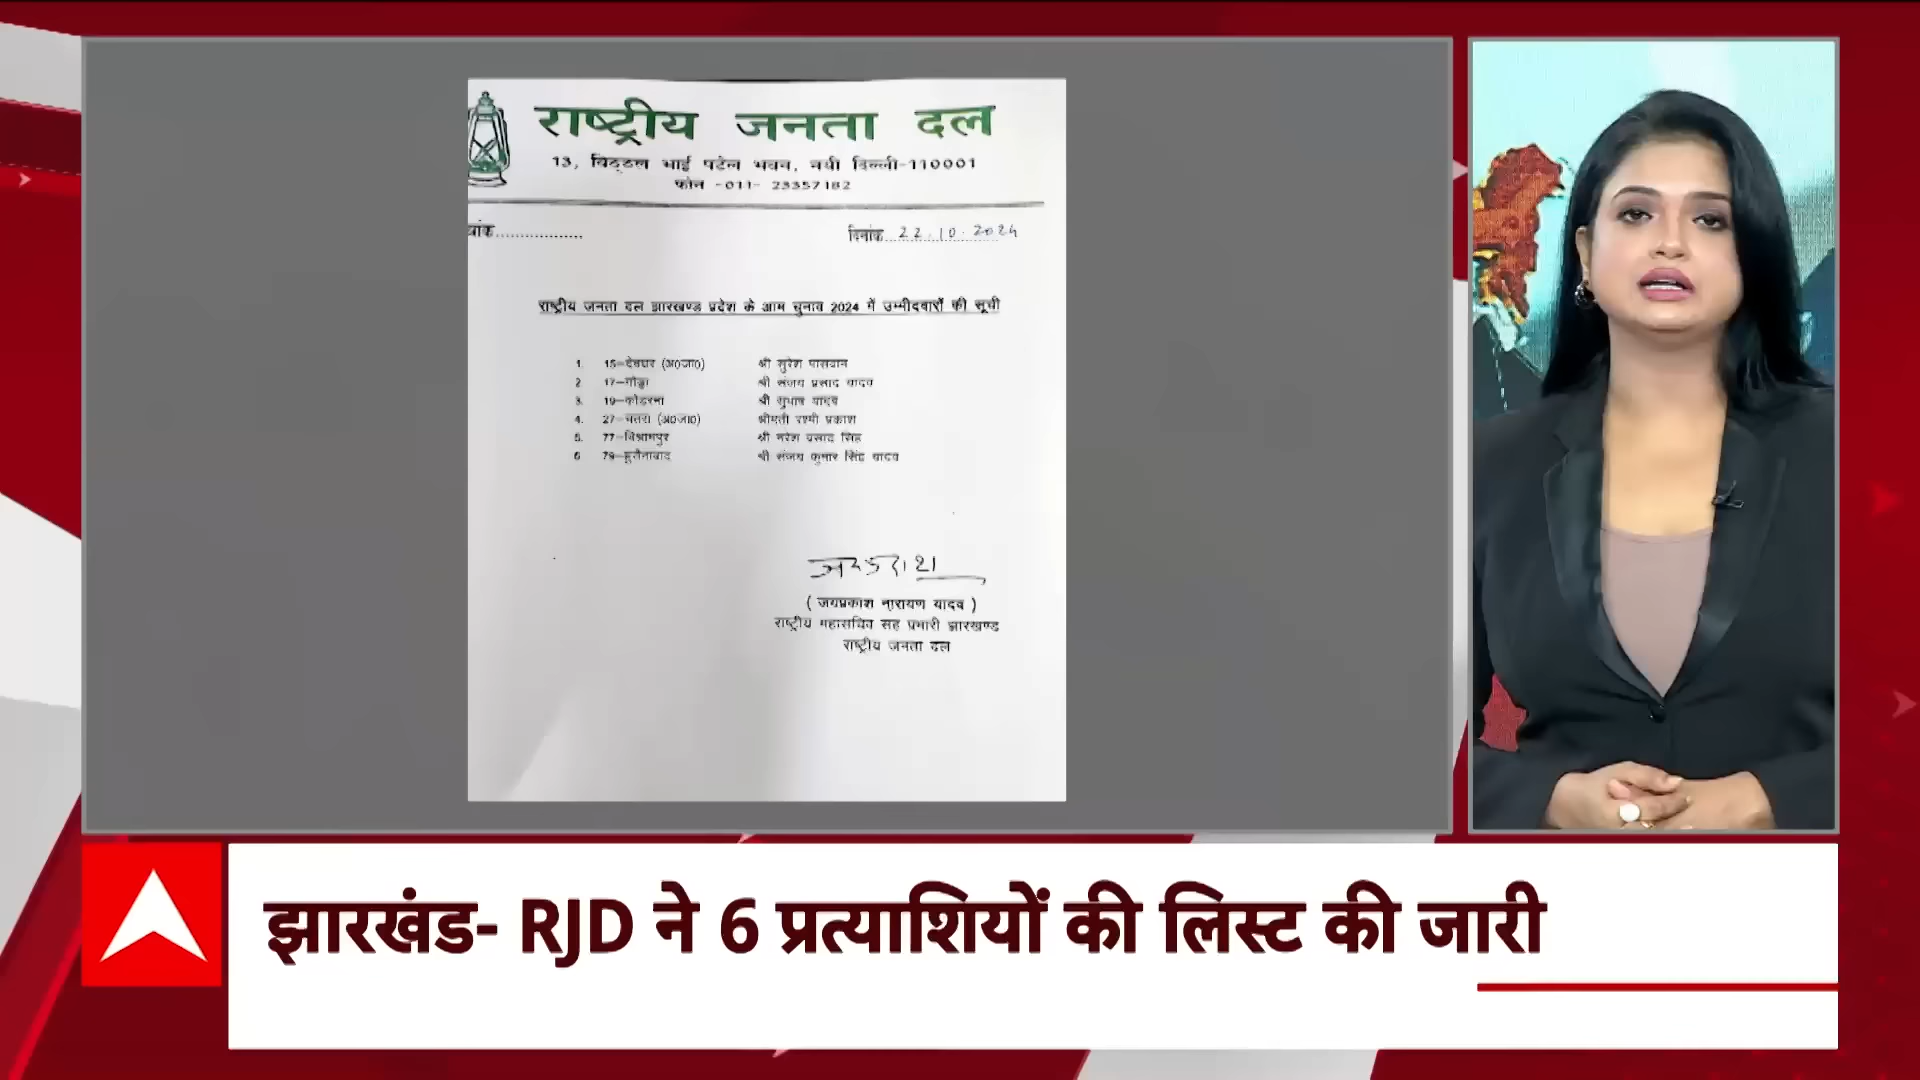 राष्ट्रीय जनता दल
13, विट्ठल भाई पटेल भवन, नयी दिल्ली-110001
फोन -011- 23357182
दिनांक 22.10.2024
राष्ट्रीय जनता दल झारखण्ड प्रदेश के आम चुनाव 2024 में उम्मीदवारों की सूची
1. 15-देवघर (अ0जा0) श्री सुरेश पासवान
2 17-गोड्डा श्री संजय प्रसाद यादव
3. 19-कोडरमा श्री सुभाष यादव
4. 27-चतरा (अ0जा0) श्रीमती रश्मी प्रकाश
5. 77-विश्रामपुर श्री नरेश प्रसाद सिंह
6 79-हुसैनाबाद श्री संजय कुमार सिंह यादव
( जयप्रकाश नारायण यादव )
राष्ट्रीय महासचिव सह प्रभारी झारखण्ड
राष्ट्रीय जनता दल
झारखंड- RJD ने 6 प्रत्याशियों की लिस्ट की जारी